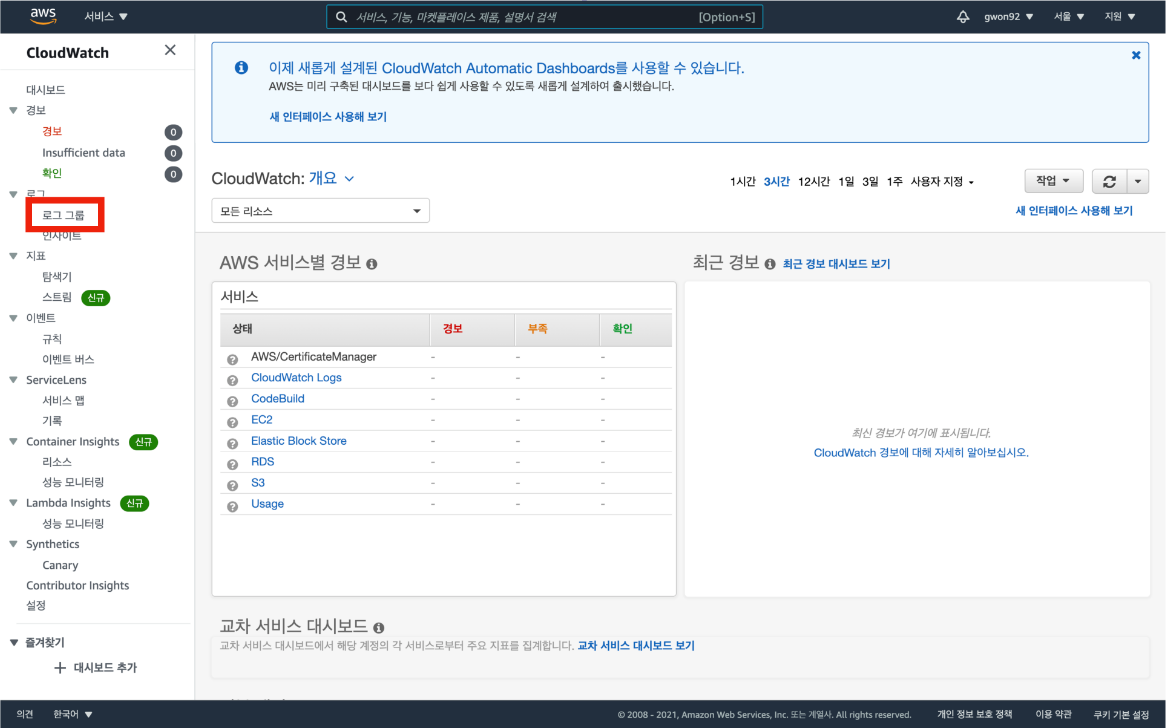 aws 서비스 ▼ 서비스, 기능, 마켓플레이스 제품, 설명서 검색 [Option+S] gwon92 ▼ 서울 ▼ 지원 ▼
CloudWatch
대시보드
경보
경보 0
Insufficient data 0
확인 0
로그
로그 그룹
인사이트
지표
탐색기
스트림 신규
이벤트
규칙
이벤트 버스
ServiceLens
서비스 맵
기록
Container Insights 신규
리소스
성능 모니터링
Lambda Insights 신규
성능 모니터링
Synthetics
Canary
Contributor Insights
설정
즐겨찾기
대시보드 추가
이제 새롭게 설계된 CloudWatch Automatic Dashboards를 사용할 수 있습니다.
AWS는 미리 구축된 대시보드를 보다 쉽게 사용할 수 있도록 새롭게 설계하여 출시했습니다.
새 인터페이스 사용해 보기
CloudWatch: 개요
1시간 3시간 12시간 1일 3일 1주 사용자 지정 작업
모든 리소스
새 인터페이스 사용해 보기
AWS 서비스별 경보
서비스
상태 경보 부족 확인
AWS/CertificateManager - - -
CloudWatch Logs - - -
CodeBuild - - -
EC2 - - -
Elastic Block Store - - -
RDS - - -
S3 - - -
Usage - - -
최근 경보 최근 경보 대시보드 보기
최신 경보가 여기에 표시됩니다.
CloudWatch 경보에 대해 자세히 알아보십시오.
교차 서비스 대시보드
교차 서비스 대시보드에서 해당 계정의 각 서비스로부터 주요 지표를 집계합니다. 교차 서비스 대시보드 보기
의견 한국어 ▼ © 2008 - 2021, Amazon Web Services, Inc. 또는 계열사. All rights reserved. 개인 정보 보호 정책 이용 약관 쿠키 기본 설정